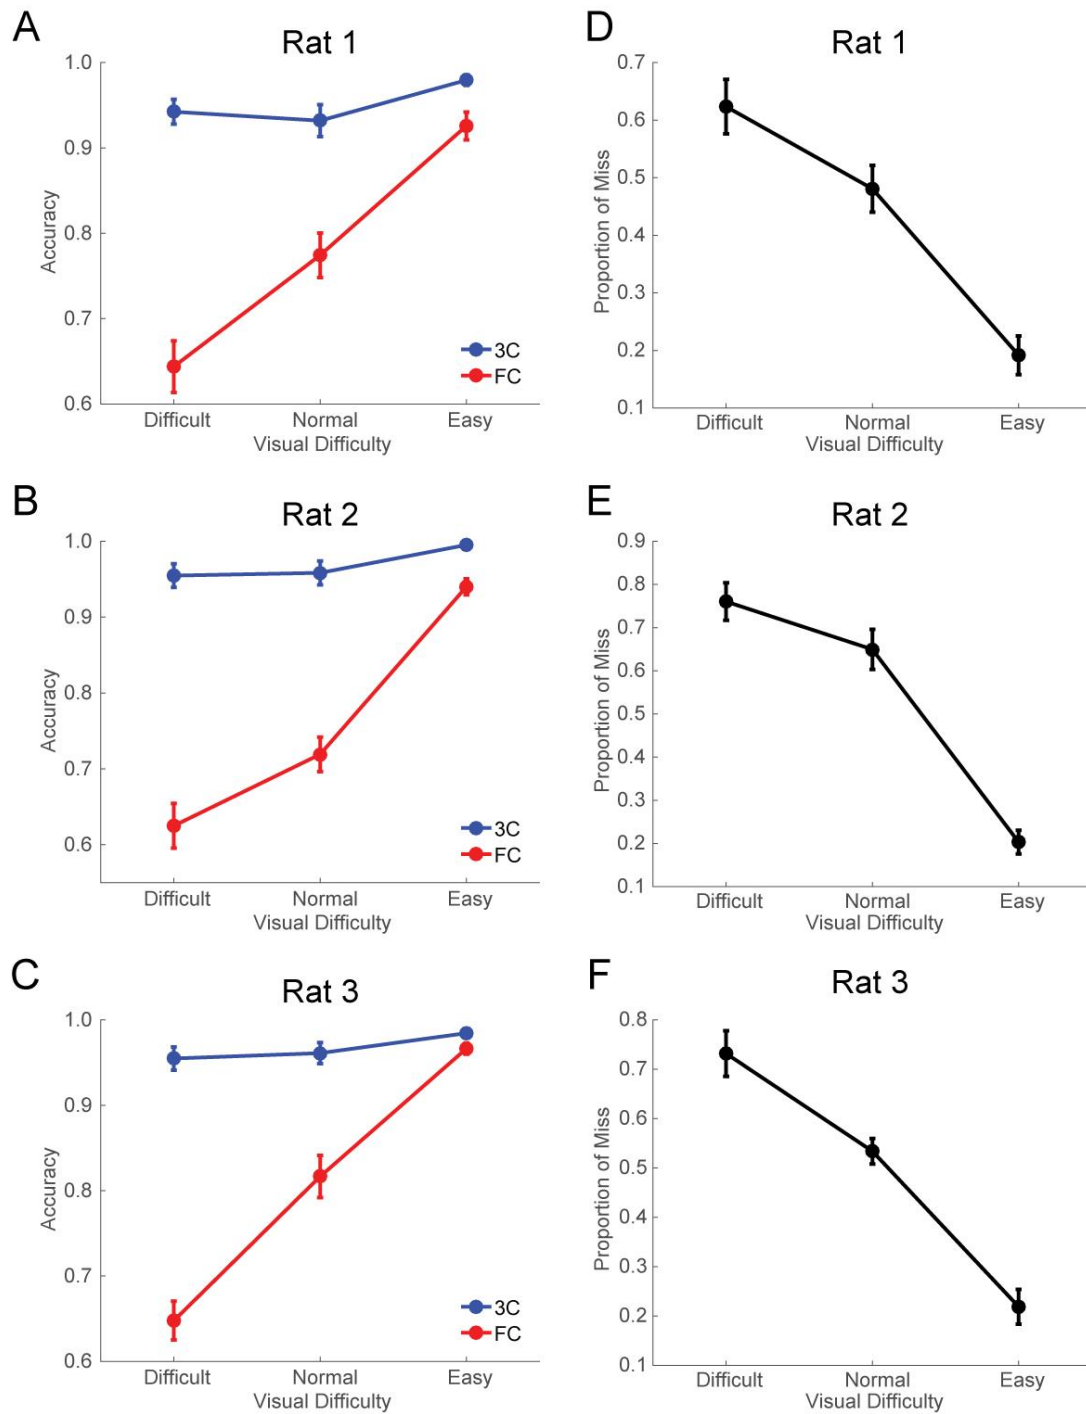 A
Rat 1
1.0
0.9
0.8
0.7
0.6
Accuracy
3C
FC
Difficult Normal Easy
Visual Difficulty
D
Rat 1
0.7
0.6
0.5
0.4
0.3
0.2
0.1
Proportion of Miss
Difficult Normal Easy
Visual Difficulty
B
Rat 2
1.0
0.9
0.8
0.7
0.6
Accuracy
3C
FC
Difficult Normal Easy
Visual Difficulty
E
Rat 2
0.9
0.8
0.7
0.6
0.5
0.4
0.3
0.2
0.1
Proportion of Miss
Difficult Normal Easy
Visual Difficulty
C
Rat 3
1.0
0.9
0.8
0.7
0.6
Accuracy
3C
FC
Difficult Normal Easy
Visual Difficulty
F
Rat 3
0.8
0.7
0.6
0.5
0.4
0.3
0.2
0.1
Proportion of Miss
Difficult Normal Easy
Visual Difficulty